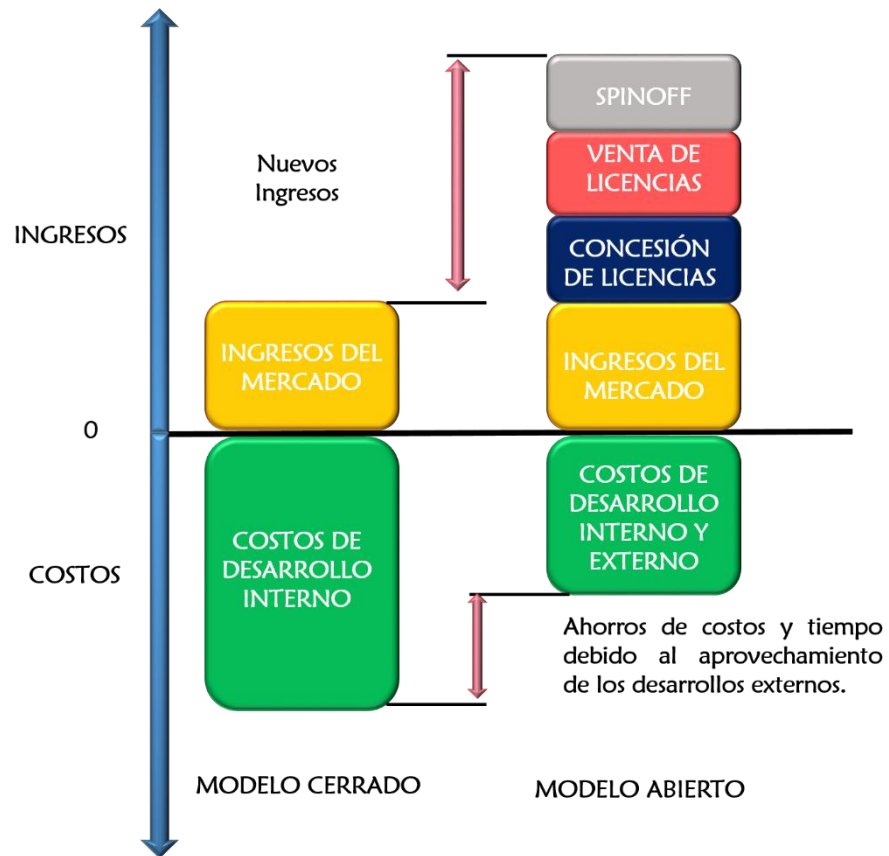 SPINOFF
VENTA DE
LICENCIAS
Nuevos
Ingresos
INGRESOS
CONCESIÓN
DE LICENCIAS
INGRESOS DEL
MERCADO
INGRESOS DEL
MERCADO
0
COSTOS DE
DESARROLLO
INTERNO
COSTOS DE
DESARROLLO
INTERNO Y
EXTERNO
COSTOS
Ahorros de costos y tiempo
debido al aprovechamiento
de los desarrollos externos.
MODELO CERRADO
MODELO ABIERTO